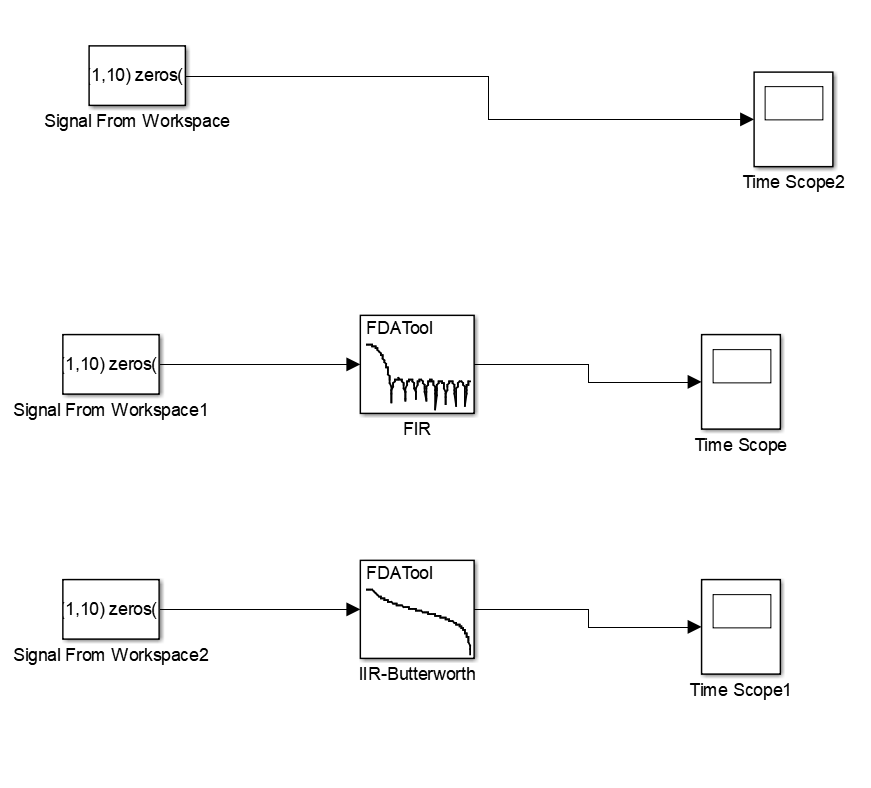 1,10) zeros(
Signal From Workspace
Time Scope2
FDATool
(1,10) zeros(
Signal From Workspace1
FIR
Time Scope
FDATool
(1,10) zeros(
Signal From Workspace2
IIR-Butterworth
Time Scope1